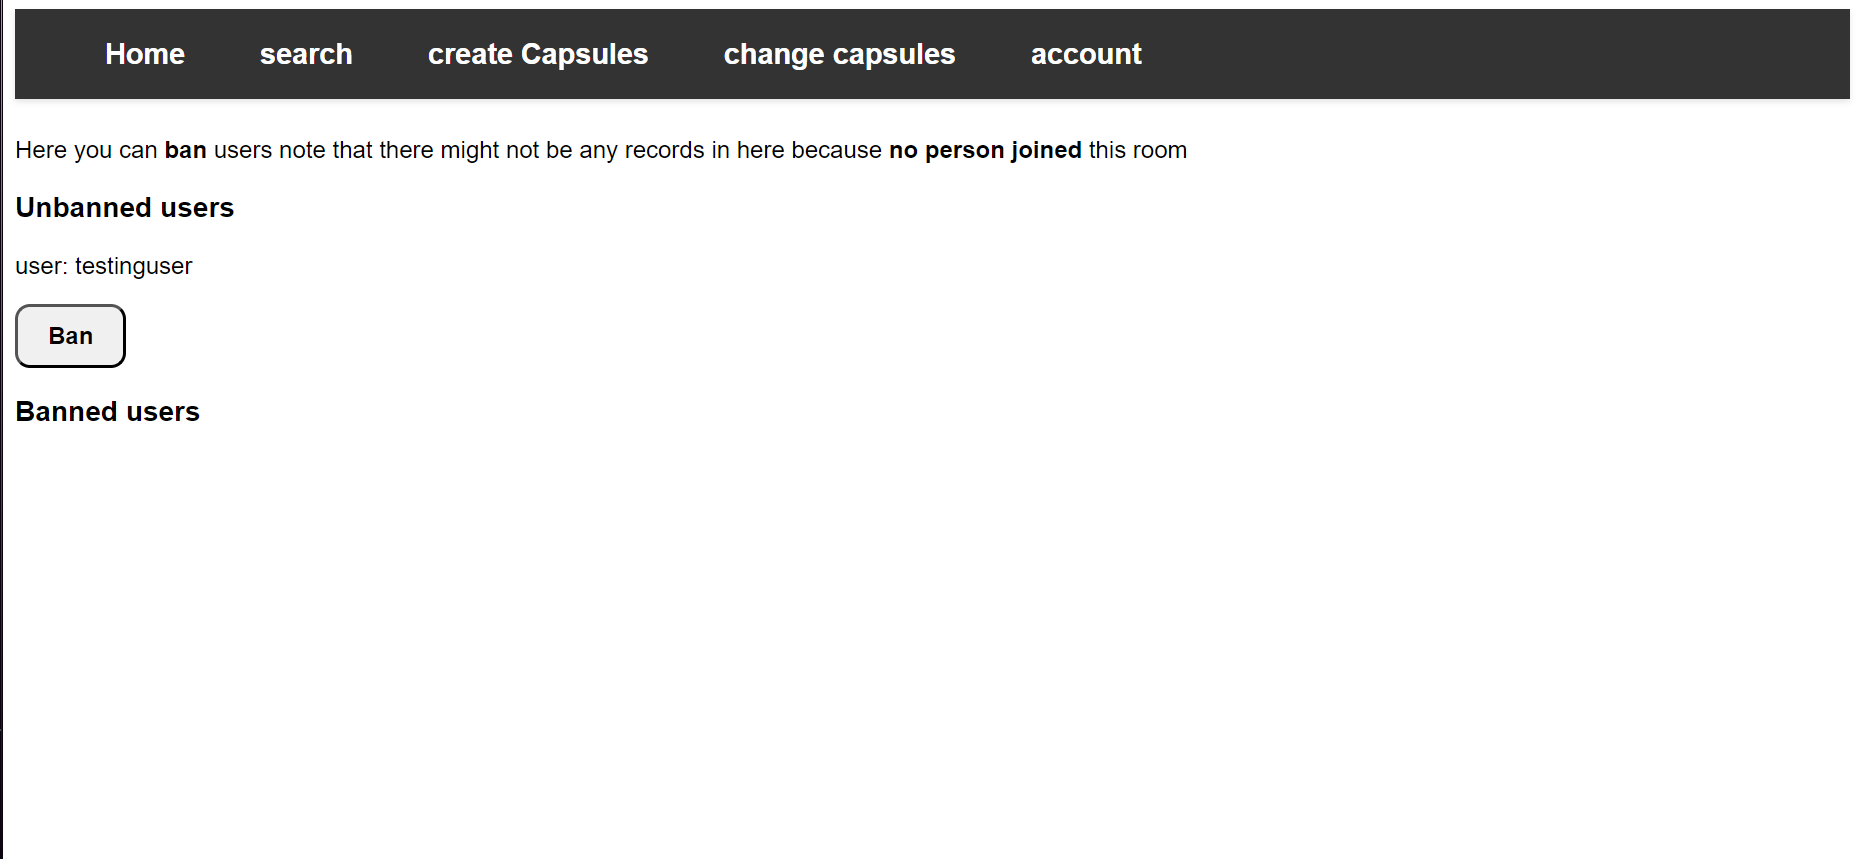 Home search create Capsules change capsules account
Here you can ban users note that there might not be any records in here because no person joined this room
Unbanned users
user: testinguser
Ban
Banned users